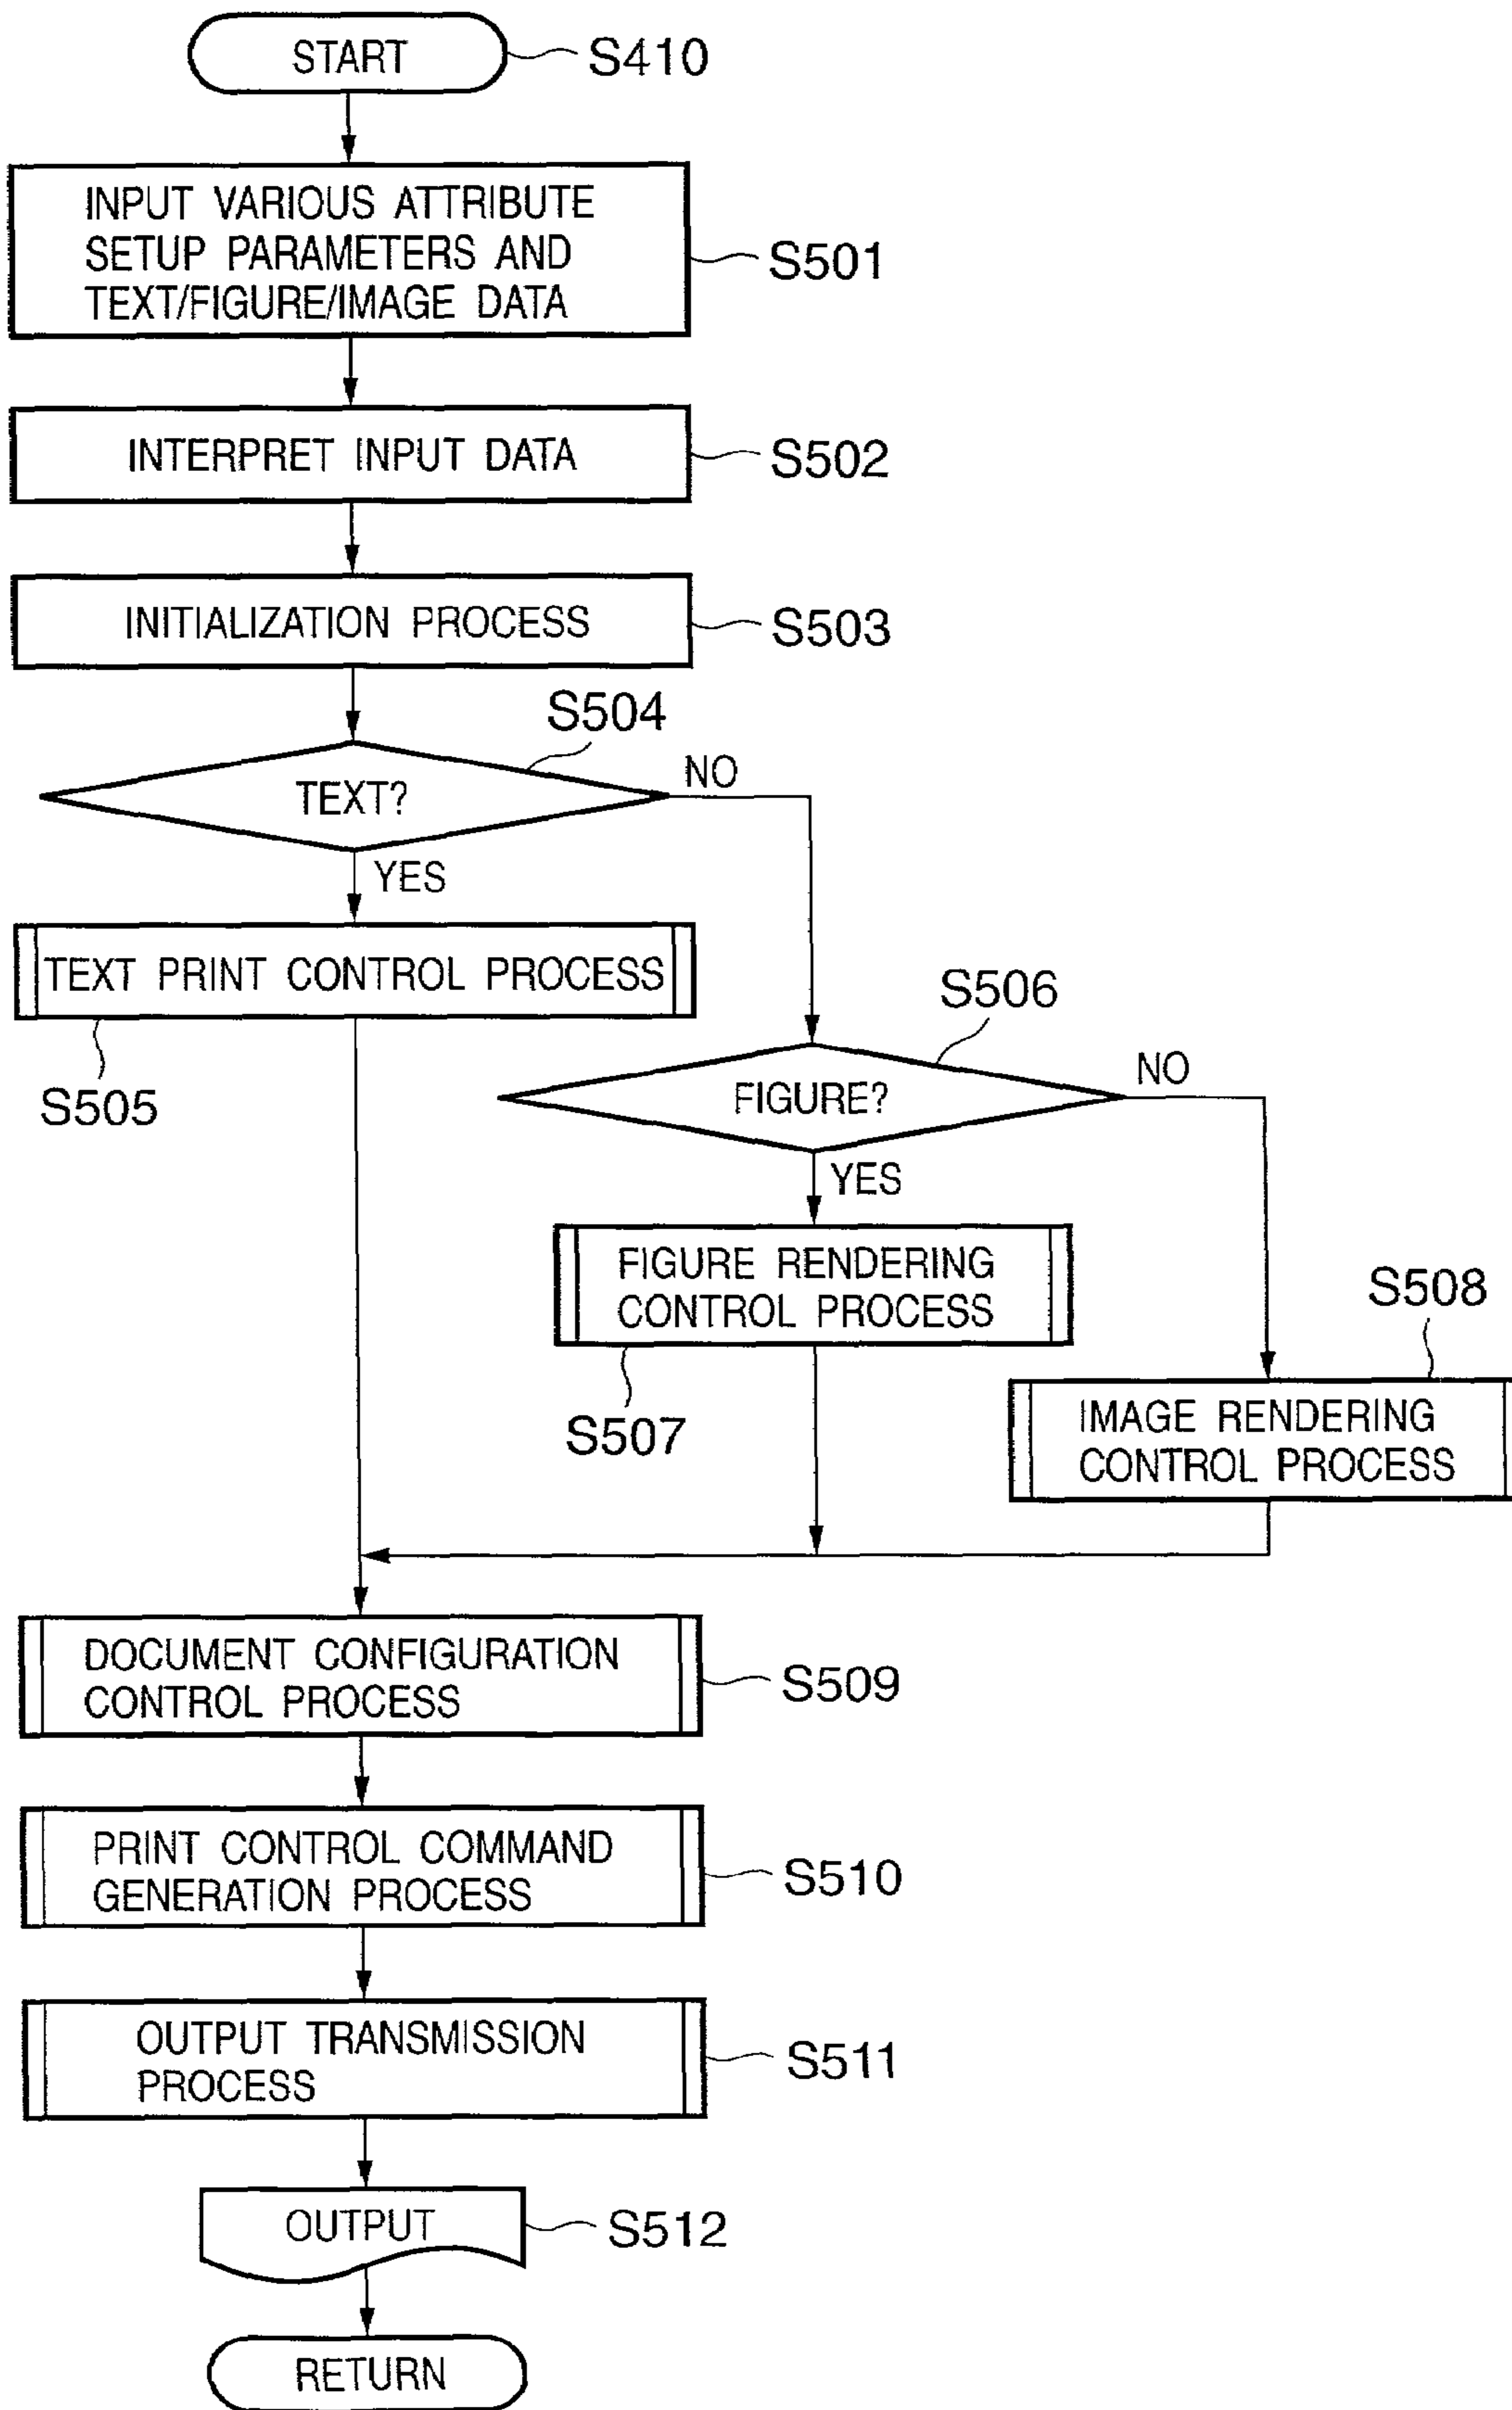 START
S410
INPUT VARIOUS ATTRIBUTE
SETUP PARAMETERS AND
TEXT/FIGURE/IMAGE DATA
S501
INTERPRET INPUT DATA
S502
INITIALIZATION PROCESS
S503
S504
TEXT?
NO
YES
TEXT PRINT CONTROL PROCESS
S505
S506
FIGURE?
NO
YES
FIGURE RENDERING
CONTROL PROCESS
S507
S508
IMAGE RENDERING
CONTROL PROCESS
DOCUMENT CONFIGURATION
CONTROL PROCESS
S509
PRINT CONTROL COMMAND
GENERATION PROCESS
S510
OUTPUT TRANSMISSION
PROCESS
S511
OUTPUT
S512
RETURN